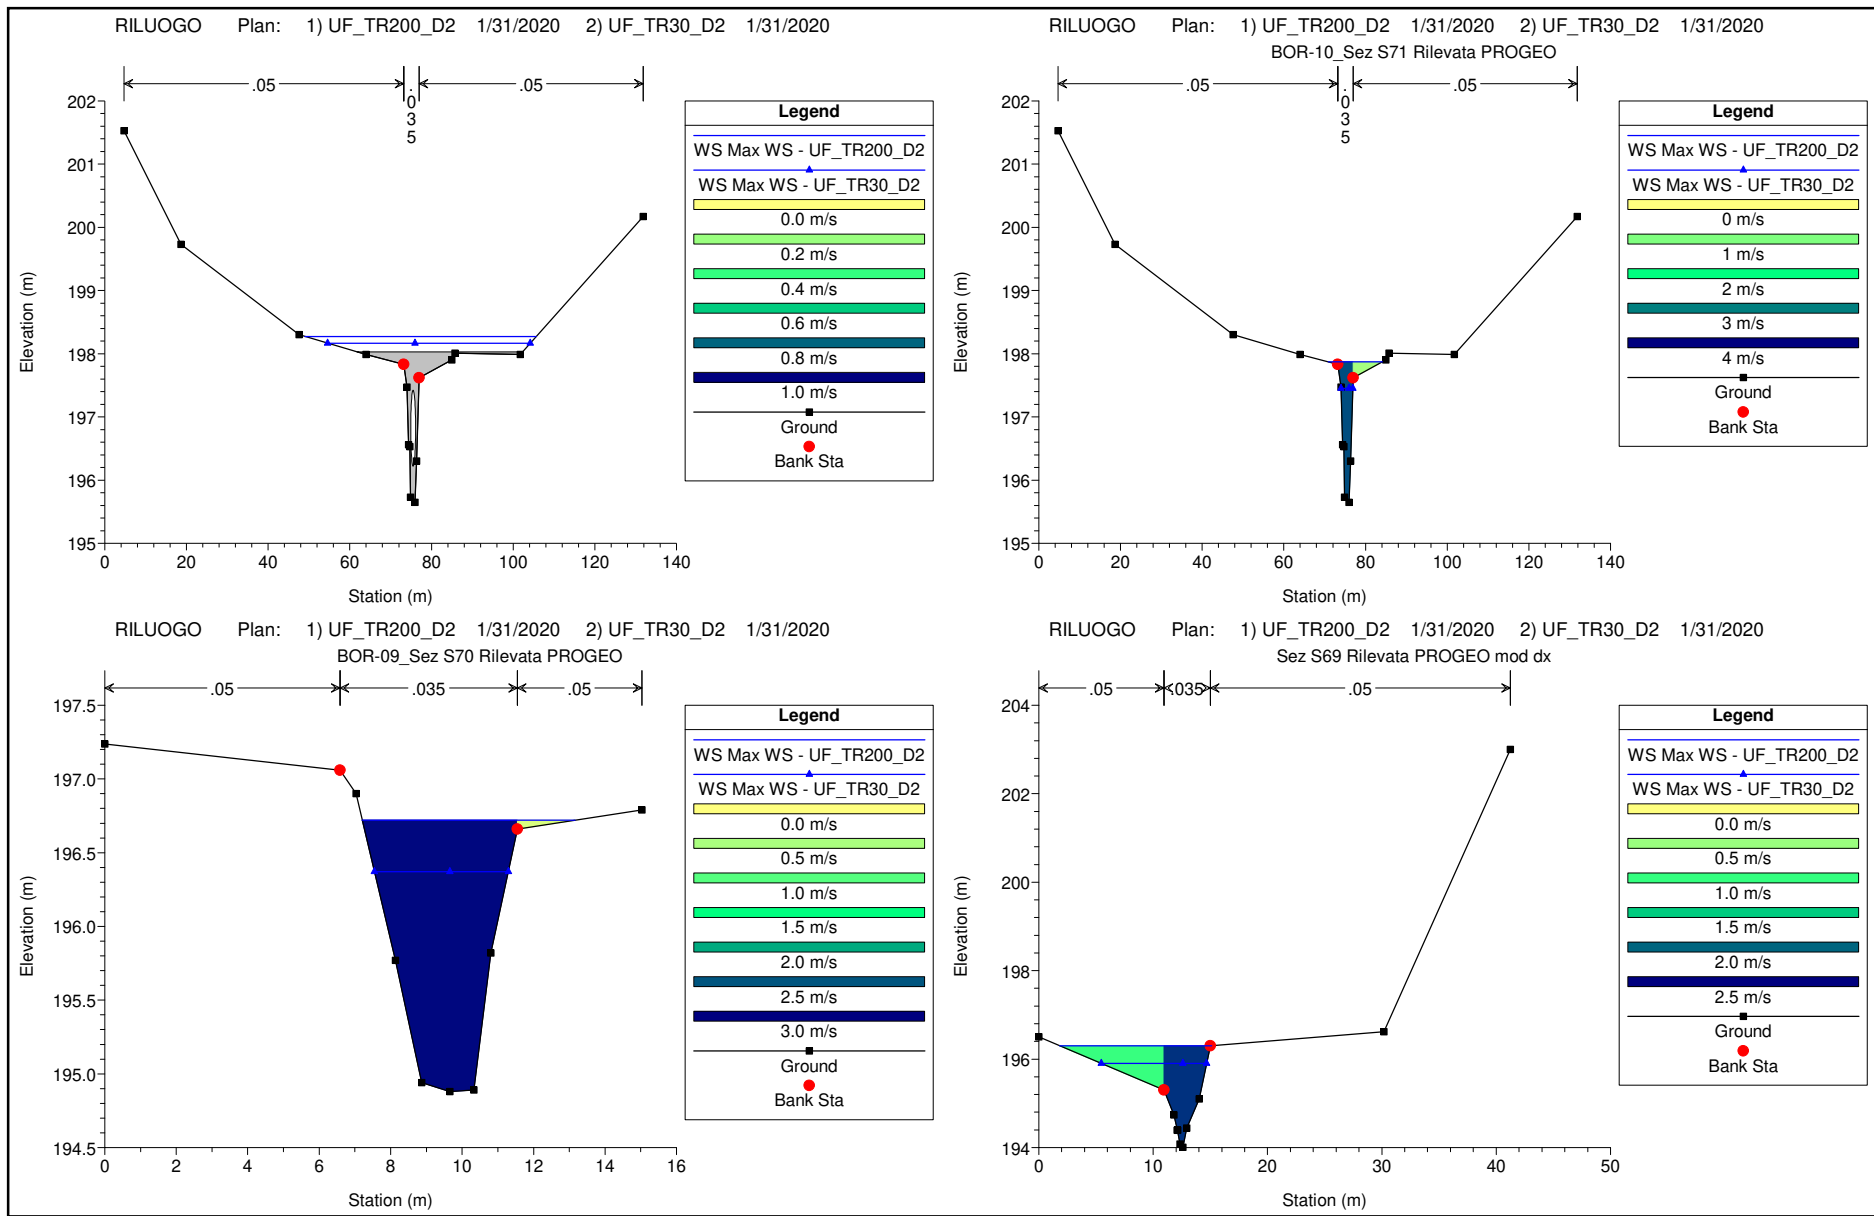 RILUOGO Plan: 1) UF_TR200_D2 1/31/2020 2) UF_TR30_D2 1/31/2020
.05
.035
.05
202
201
200
199
198
197
196
195
0 20 40 60 80 100 120 140
Station (m)
Elevation (m)
Legend
WS Max WS - UF_TR200_D2
WS Max WS - UF_TR30_D2
0.0 m/s
0.2 m/s
0.4 m/s
0.6 m/s
0.8 m/s
1.0 m/s
Ground
Bank Sta
RILUOGO Plan: 1) UF_TR200_D2 1/31/2020 2) UF_TR30_D2 1/31/2020
BOR-10_Sez S71 Rilevata PROGEO
.05
.035
.05
202
201
200
199
198
197
196
195
0 20 40 60 80 100 120 140
Station (m)
Elevation (m)
Legend
WS Max WS - UF_TR200_D2
WS Max WS - UF_TR30_D2
0 m/s
1 m/s
2 m/s
3 m/s
4 m/s
Ground
Bank Sta
RILUOGO Plan: 1) UF_TR200_D2 1/31/2020 2) UF_TR30_D2 1/31/2020
BOR-09_Sez S70 Rilevata PROGEO
.05 .035 .05
197.5
197.0
196.5
196.0
195.5
195.0
194.5
0 2 4 6 8 10 12 14 16
Station (m)
Elevation (m)
Legend
WS Max WS - UF_TR200_D2
WS Max WS - UF_TR30_D2
0.0 m/s
0.5 m/s
1.0 m/s
1.5 m/s
2.0 m/s
2.5 m/s
3.0 m/s
Ground
Bank Sta
RILUOGO Plan: 1) UF_TR200_D2 1/31/2020 2) UF_TR30_D2 1/31/2020
Sez S69 Rilevata PROGEO mod dx
.05 .035 .05
204
202
200
198
196
194
0 10 20 30 40 50
Station (m)
Elevation (m)
Legend
WS Max WS - UF_TR200_D2
WS Max WS - UF_TR30_D2
0.0 m/s
0.5 m/s
1.0 m/s
1.5 m/s
2.0 m/s
2.5 m/s
Ground
Bank Sta